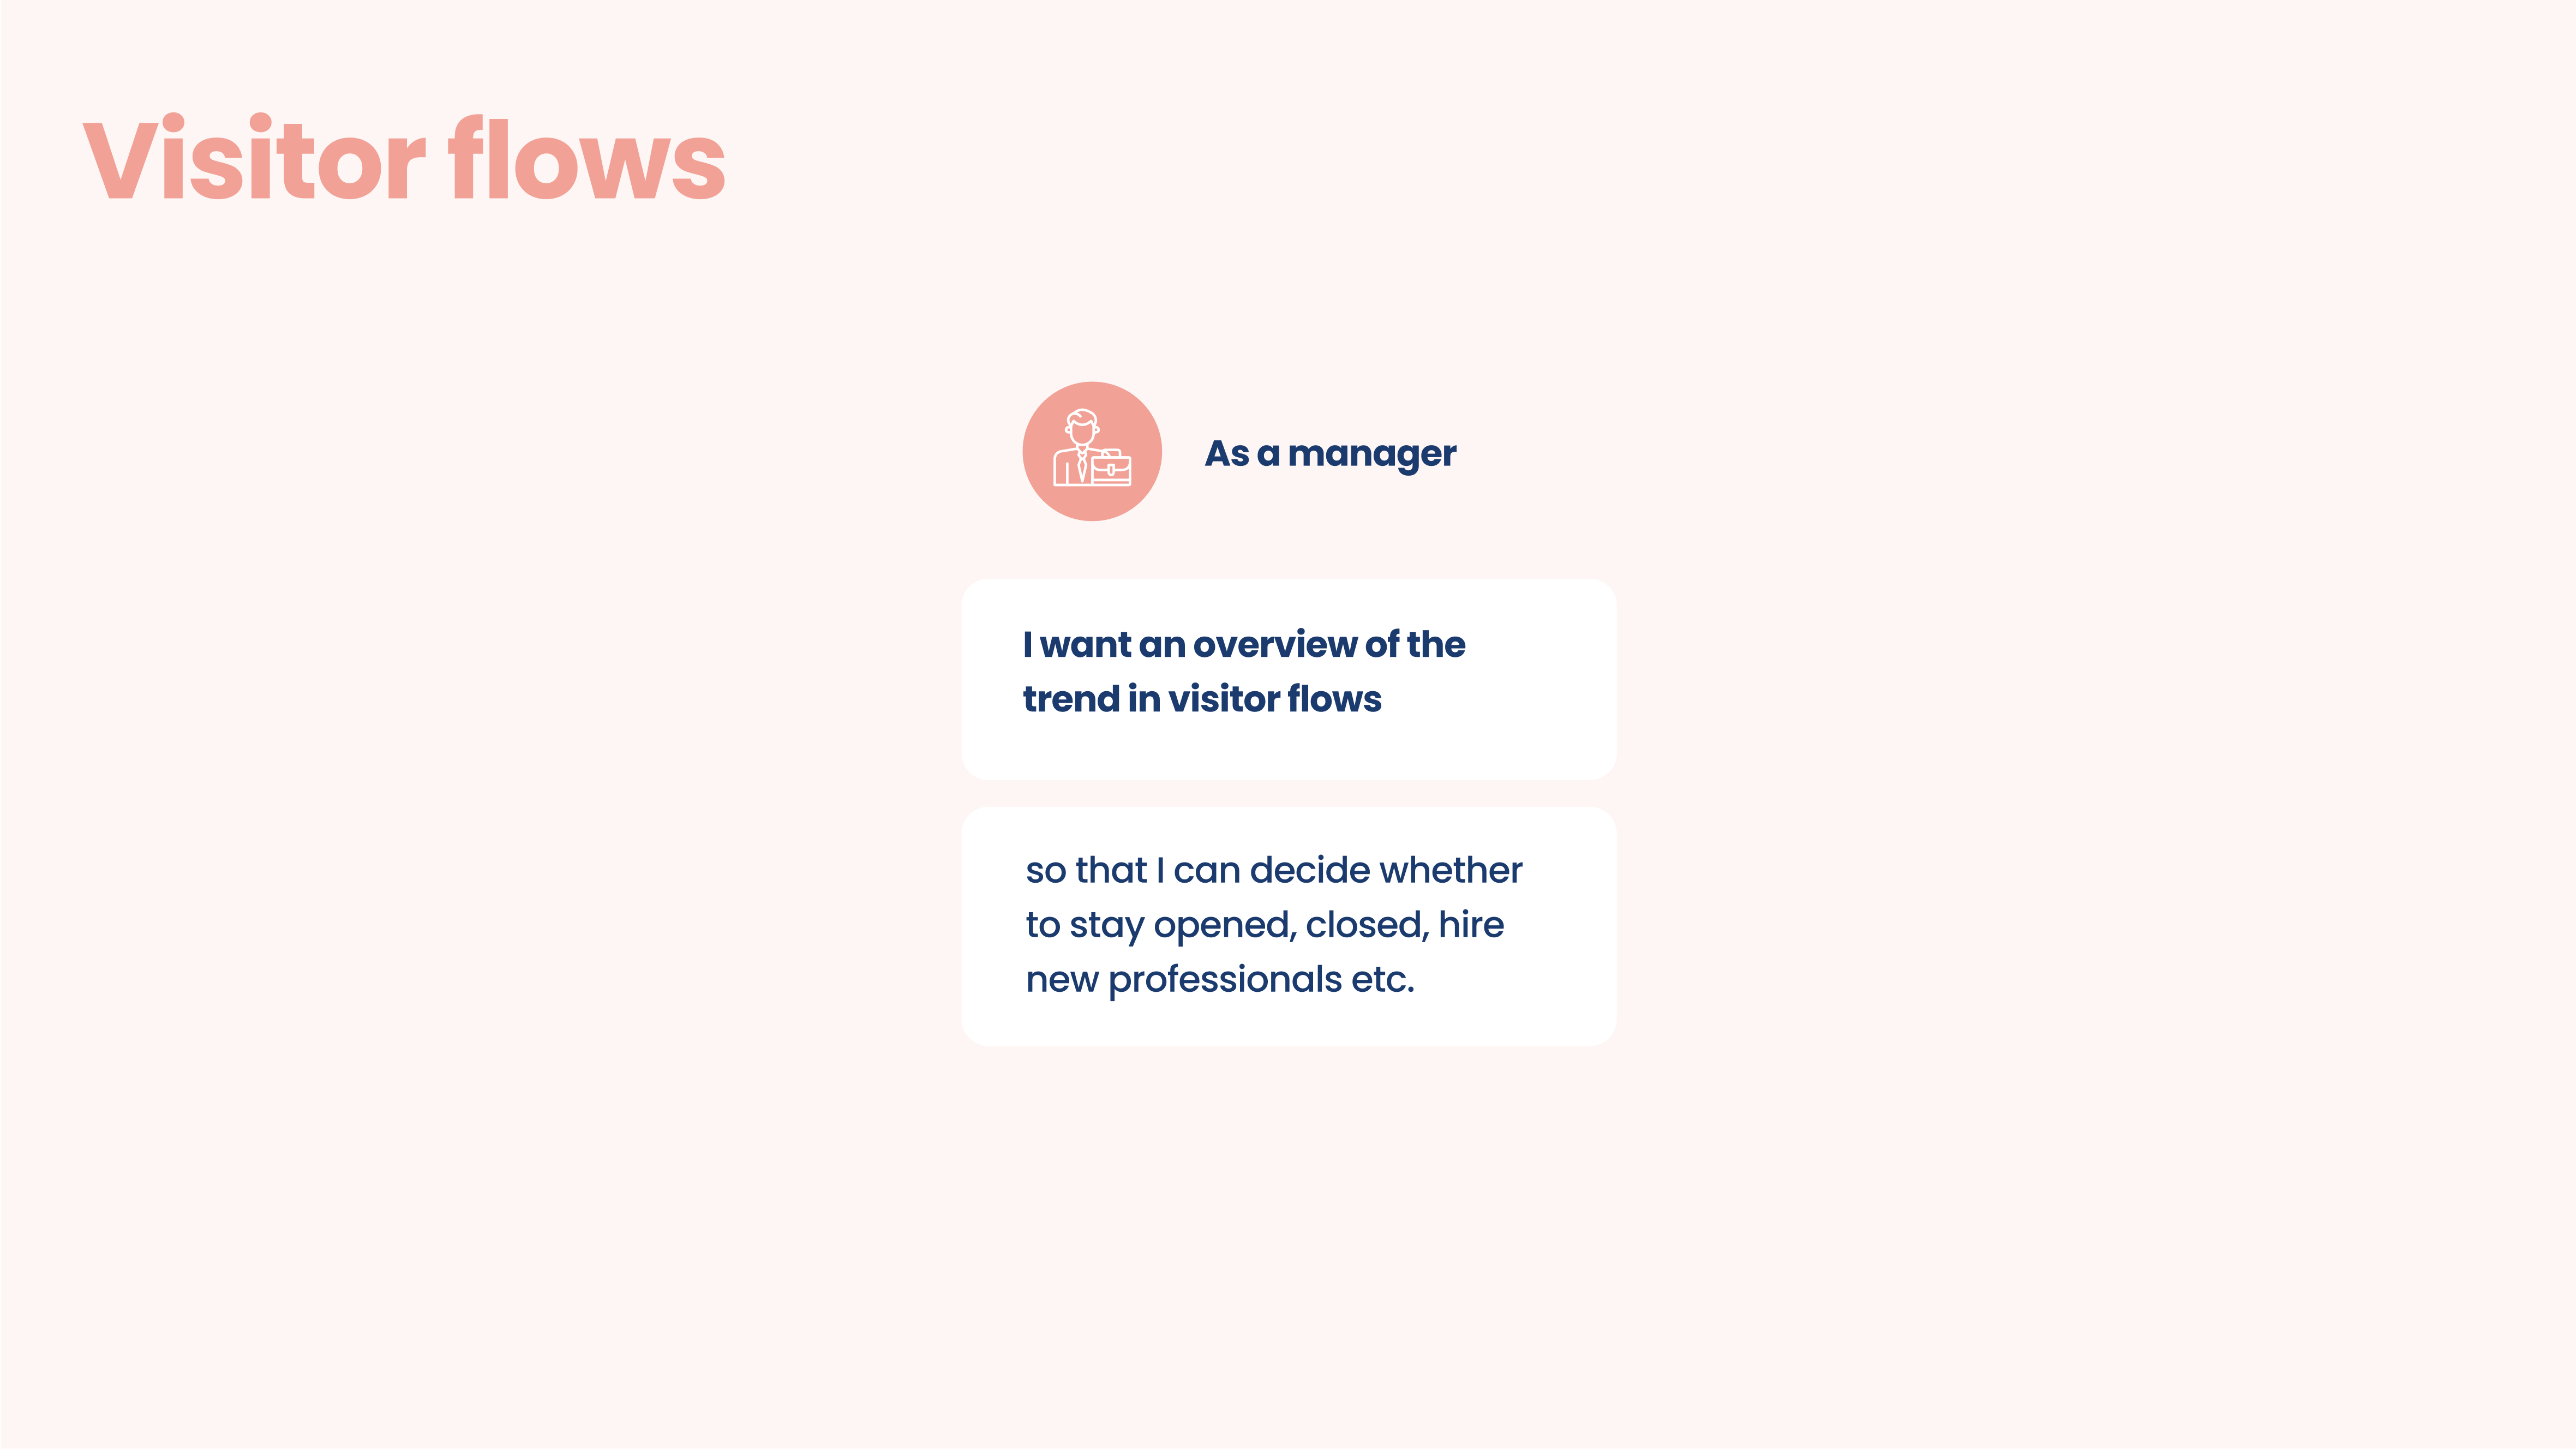 Visitor flows
As a manager
I want an overview of the
trend in visitor flows
so that I can decide whether
to stay opened, closed, hire
new professionals etc.